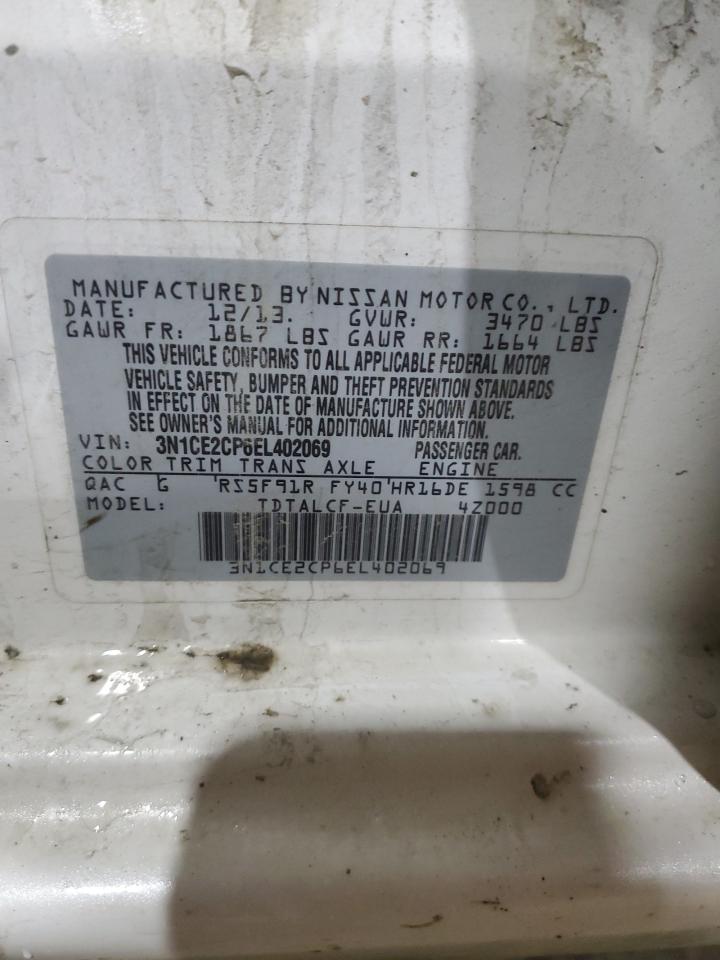 MANUFACTURED BY NISSAN MOTOR CO., LTD.
DATE: 12/13. GVWR: 3470 LBS
GAWR FR: 1867 LBS GAWR RR: 1664 LBS
THIS VEHICLE CONFORMS TO ALL APPLICABLE FEDERAL MOTOR
VEHICLE SAFETY, BUMPER AND THEFT PREVENTION STANDARDS
IN EFFECT ON THE DATE OF MANUFACTURE SHOWN ABOVE.
SEE OWNER'S MANUAL FOR ADDITIONAL INFORMATION.
VIN: 3N1CE2CP6EL402069 PASSENGER CAR.
COLOR TRIM TRANS AXLE ENGINE
QAC G RS5F91R FY40 HR16DE 1598 CC
MODEL: TDTALCF-EUA 4Z000
3N1CE2CP6EL402069